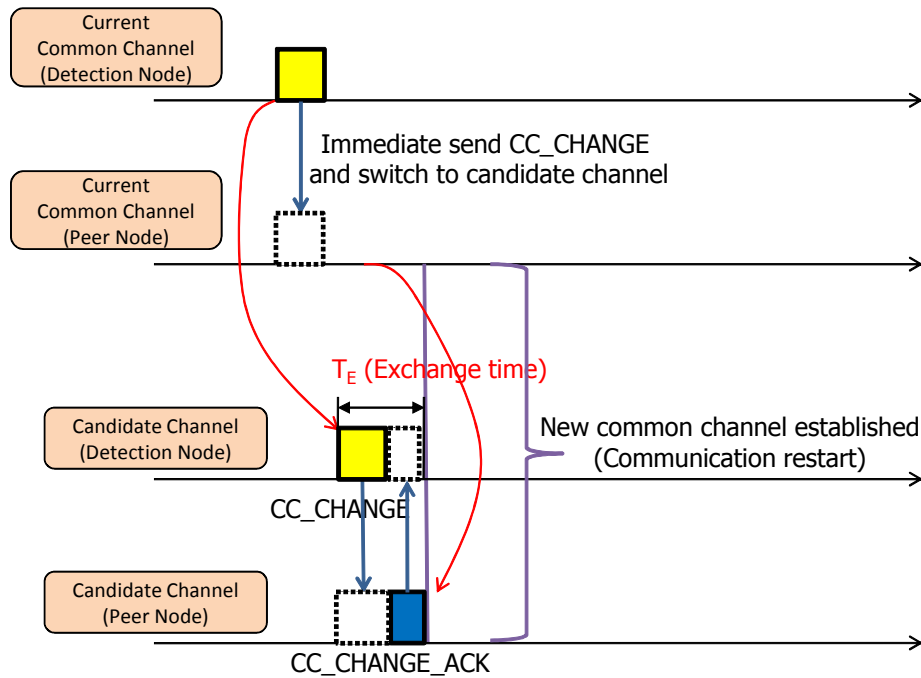 Current
Common Channel
(Detection Node)
Immediate send CC_CHANGE
and switch to candidate channel
Current
Common Channel
(Peer Node)
T_E (Exchange time)
Candidate Channel
(Detection Node)
New common channel established
(Communication restart)
CC_CHANGE
Candidate Channel
(Peer Node)
CC_CHANGE_ACK